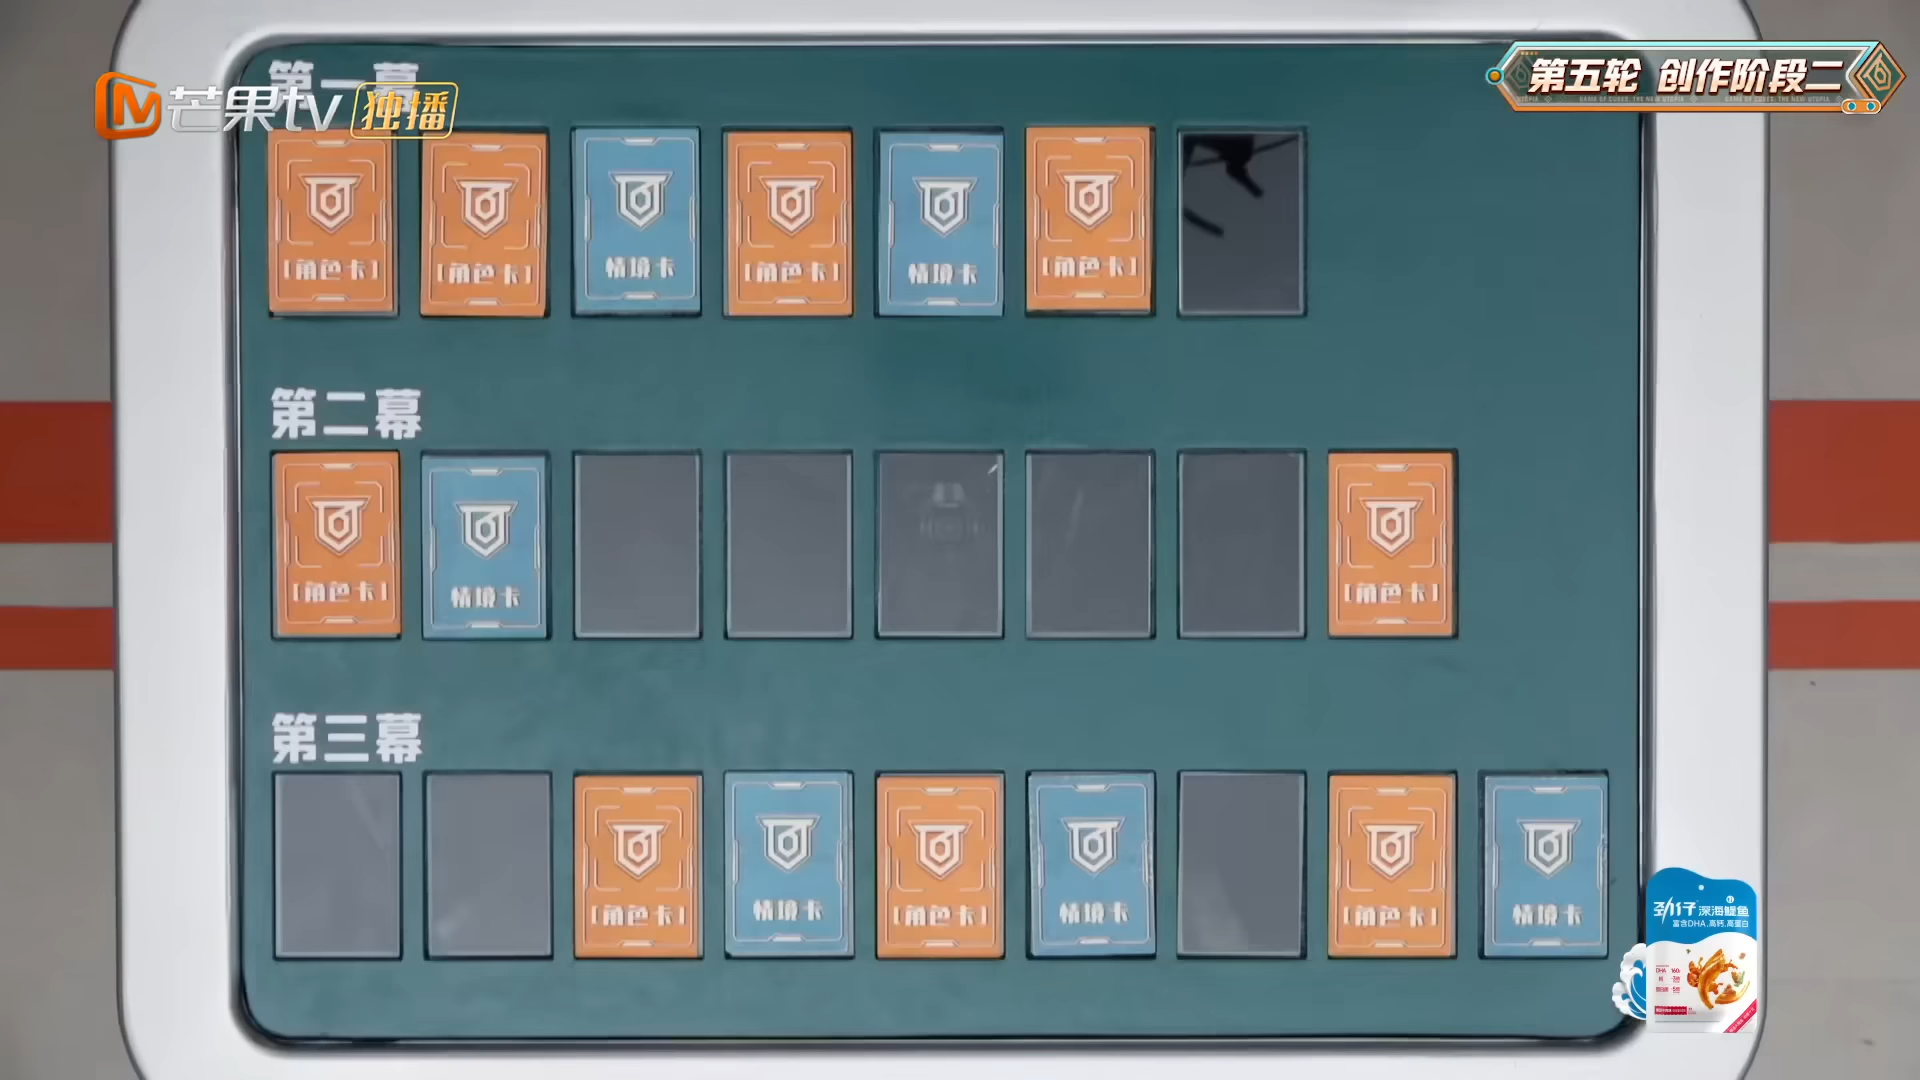 第一幕
芒果tv 独播
第五轮 创作阶段二
[角色卡]
[角色卡]
情境卡
[角色卡]
情境卡
[角色卡]
第二幕
[角色卡]
情境卡
[角色卡]
第三幕
[角色卡]
情境卡
[角色卡]
情境卡
[角色卡]
情境卡
劲仔 深海鳀鱼
富含DHA,高钙,高蛋白